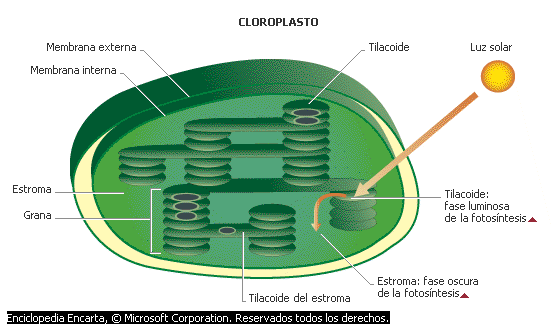 CLOROPLASTO
Membrana externa
Tilacoide
Luz solar
Membrana interna
Estroma
Grana
Tilacoide:
fase luminosa
de la fotosíntesis
Estroma: fase oscura
de la fotosíntesis
Tilacoide del estroma
Enciclopedia Encarta, © Microsoft Corporation. Reservados todos los derechos.